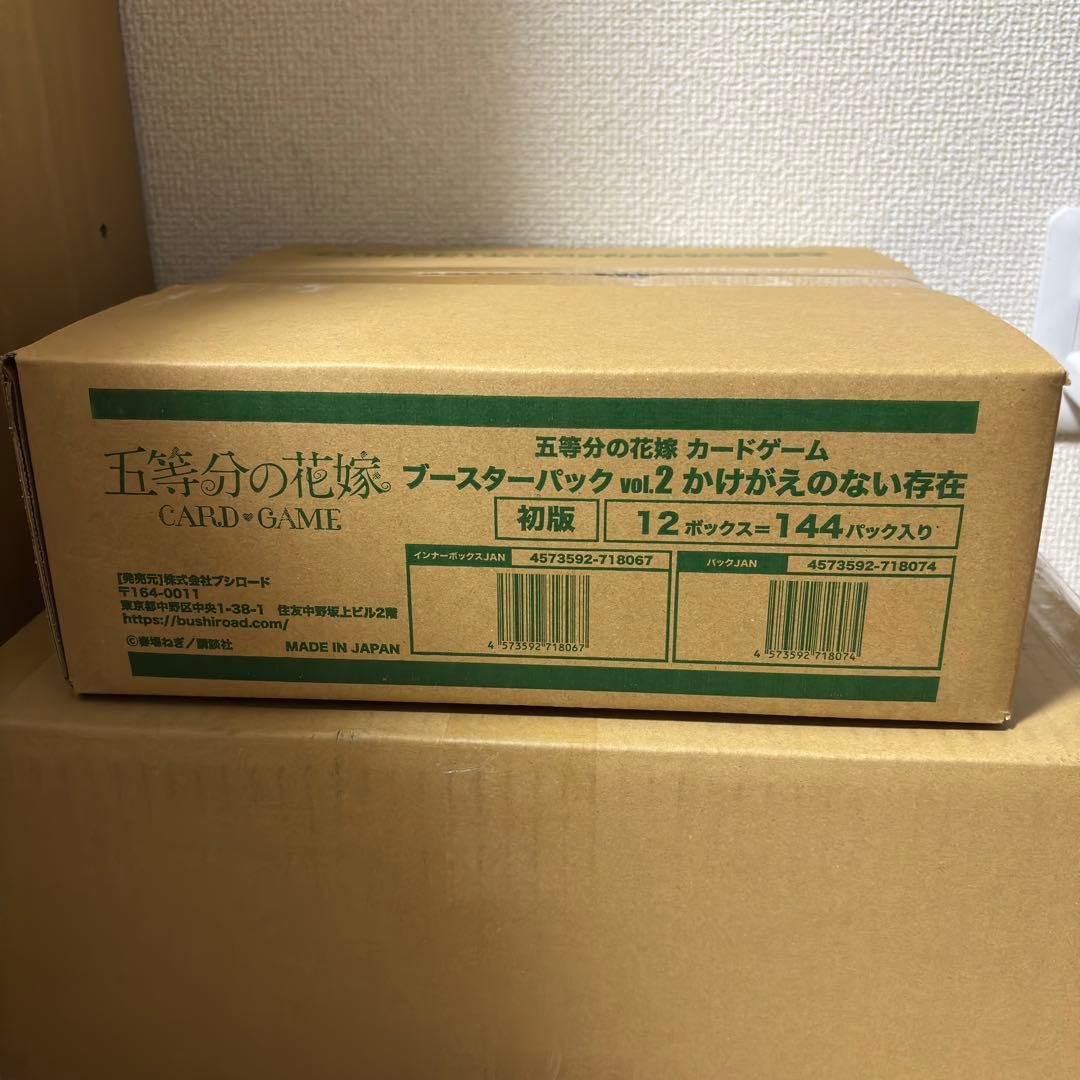 五等分の花嫁
CARD GAME
五等分の花嫁 カードゲーム
ブースターパック vol.2 かけがえのない存在
初版
12ボックス=144パック入り
インナーボックスJAN 4573592-718067
4 573592 718067
パックJAN 4573592-718074
4 573592 718074
[発売元]株式会社ブシロード
〒164-0011
東京都中野区中央1-38-1 住友中野坂上ビル2階
https://bushiroad.com/
©春場ねぎ/講談社
MADE IN JAPAN